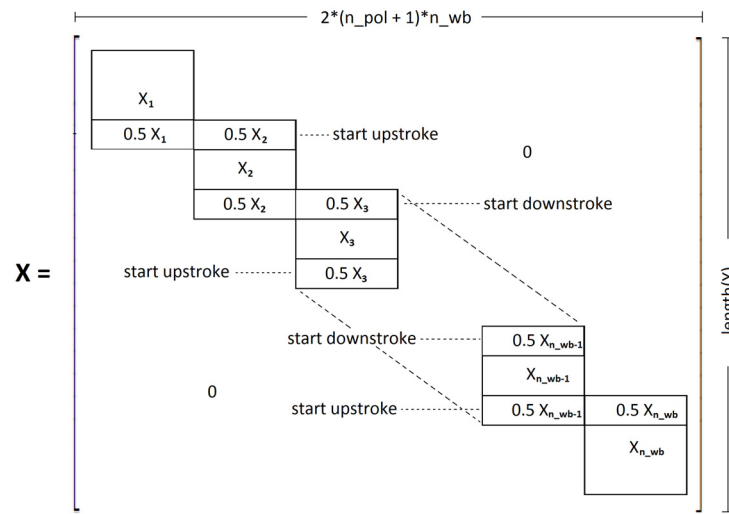 2*(n_pol + 1)*n_wb
X₁
0.5 X₁ 0.5 X₂ start upstroke
0
X₂
0.5 X₂ 0.5 X₃ start downstroke
X₃
X =
start upstroke 0.5 X₃
length(Y)
start downstroke 0.5 X_n_wb-1
X_n_wb-1
0
start upstroke 0.5 X_n_wb-1 0.5 X_n_wb
X_n_wb